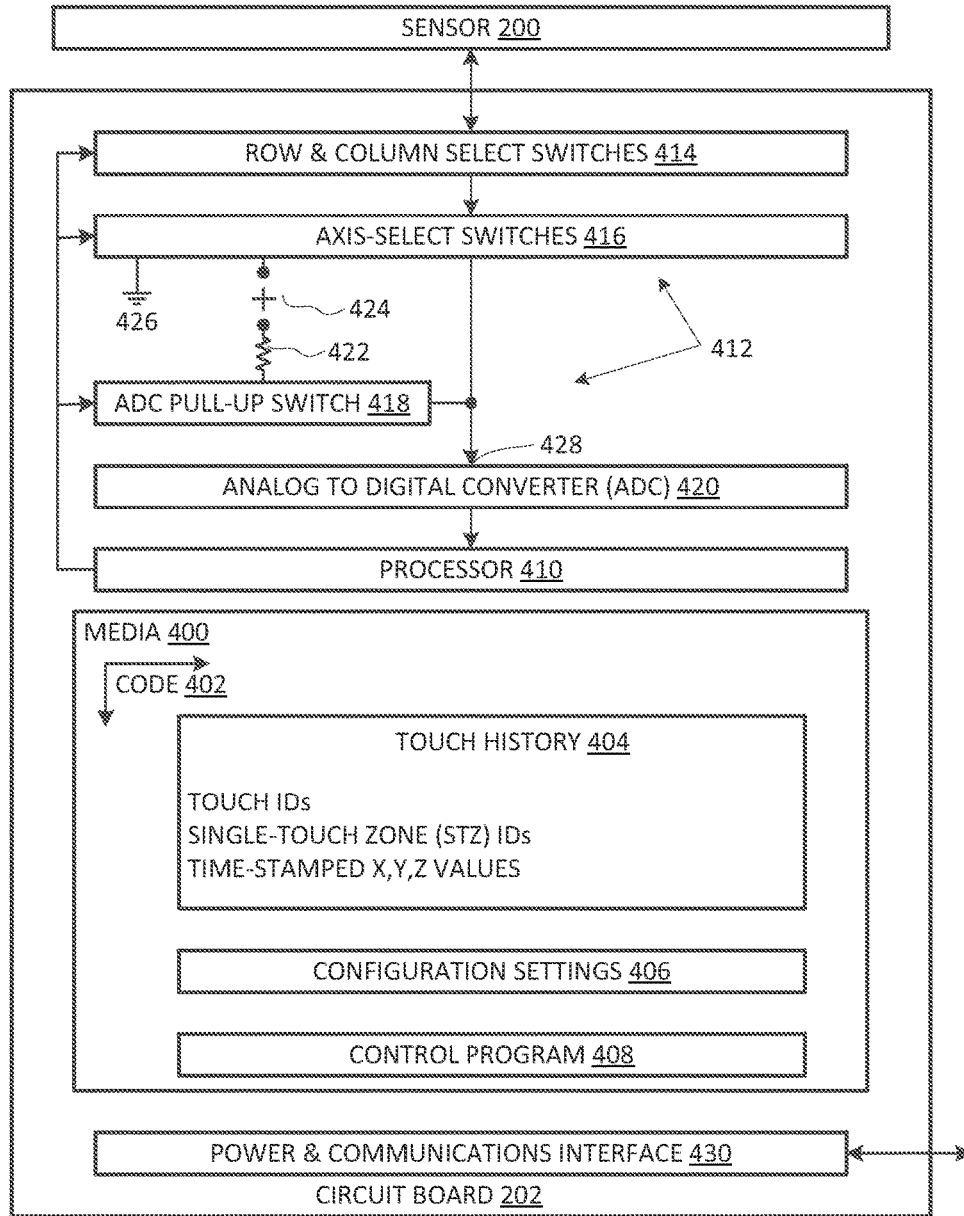 SENSOR 200
ROW & COLUMN SELECT SWITCHES 414
AXIS-SELECT SWITCHES 416
426
424
422
412
ADC PULL-UP SWITCH 418
428
ANALOG TO DIGITAL CONVERTER (ADC) 420
PROCESSOR 410
MEDIA 400
CODE 402
TOUCH HISTORY 404
TOUCH IDs
SINGLE-TOUCH ZONE (STZ) IDs
TIME-STAMPED X,Y,Z VALUES
CONFIGURATION SETTINGS 406
CONTROL PROGRAM 408
POWER & COMMUNICATIONS INTERFACE 430
CIRCUIT BOARD 202